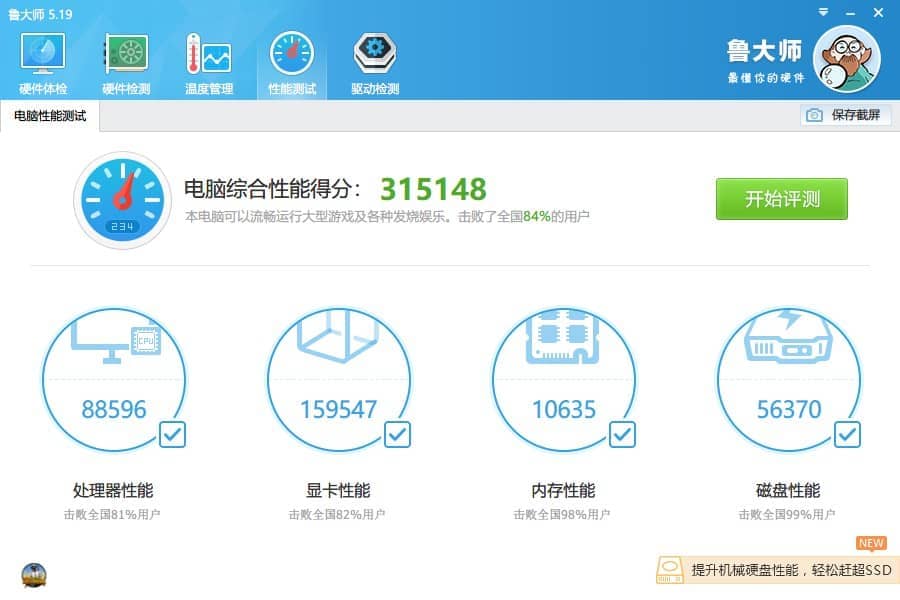 鲁大师 5.19
硬件体检
硬件检测
温度管理
性能测试
驱动检测
鲁大师
最懂你的硬件
电脑性能测试
保存截屏
电脑综合性能得分： 315148
本电脑可以流畅运行大型游戏及各种发烧娱乐。击败了全国84%的用户
234
开始评测
CPU
88596
159547
10635
56370
处理器性能
显卡性能
内存性能
磁盘性能
击败全国81%用户
击败全国82%用户
击败全国98%用户
击败全国99%用户
NEW
提升机械硬盘性能，轻松赶超SSD